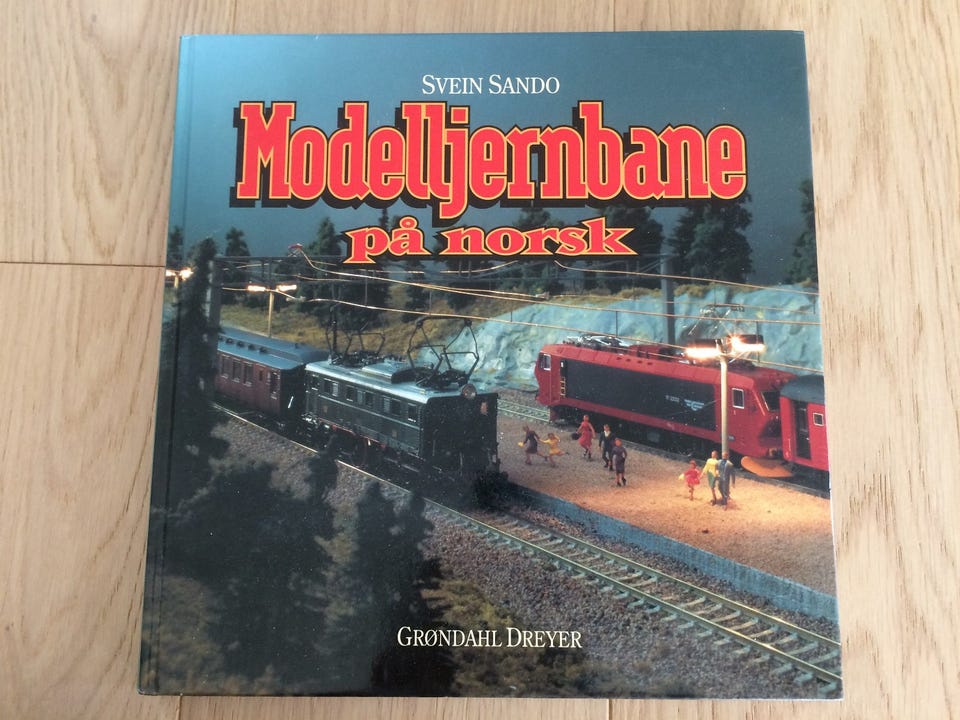 SVEIN SANDO
Modelljernbane
på norsk
GRØNDAHL DREYER